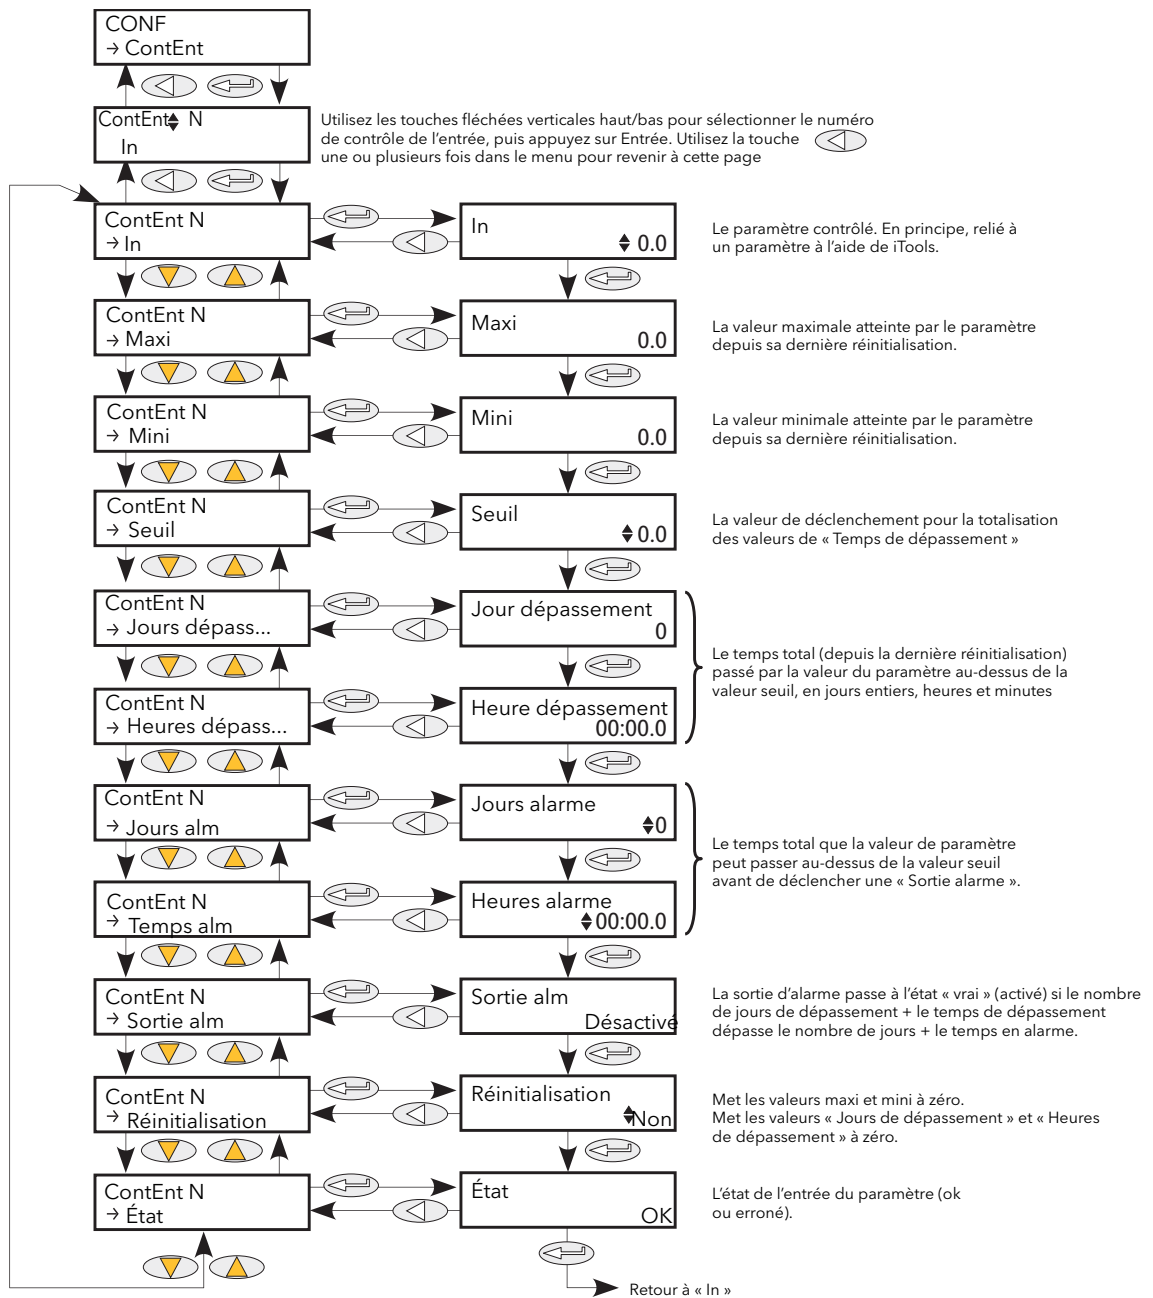 CONF
→ ContEnt
ContEnt N
In
Utilisez les touches fléchées verticales haut/bas pour sélectionner le numéro
de contrôle de l'entrée, puis appuyez sur Entrée. Utilisez la touche
une ou plusieurs fois dans le menu pour revenir à cette page
ContEnt N
→ In
In
0.0
Le paramètre contrôlé. En principe, relié à
un paramètre à l'aide de iTools.
ContEnt N
→ Maxi
Maxi
0.0
La valeur maximale atteinte par le paramètre
depuis sa dernière réinitialisation.
ContEnt N
→ Mini
Mini
0.0
La valeur minimale atteinte par le paramètre
depuis sa dernière réinitialisation.
ContEnt N
→ Seuil
Seuil
0.0
La valeur de déclenchement pour la totalisation
des valeurs de « Temps de dépassement »
ContEnt N
→ Jours dépass...
Jour dépassement
0
ContEnt N
→ Heures dépass...
Heure dépassement
00:00.0
Le temps total (depuis la dernière réinitialisation)
passé par la valeur du paramètre au-dessus de la
valeur seuil, en jours entiers, heures et minutes
ContEnt N
→ Jours alm
Jours alarme
0
ContEnt N
→ Temps alm
Heures alarme
00:00.0
Le temps total que la valeur de paramètre
peut passer au-dessus de la valeur seuil
avant de déclencher une « Sortie alarme ».
ContEnt N
→ Sortie alm
Sortie alm
Désactivé
La sortie d'alarme passe à l'état « vrai » (activé) si le nombre
de jours de dépassement + le temps de dépassement
dépasse le nombre de jours + le temps en alarme.
ContEnt N
→ Réinitialisation
Réinitialisation
Non
Met les valeurs maxi et mini à zéro.
Met les valeurs « Jours de dépassement » et « Heures
de dépassement » à zéro.
ContEnt N
→ État
État
OK
L'état de l'entrée du paramètre (ok
ou erroné).
Retour à « In »